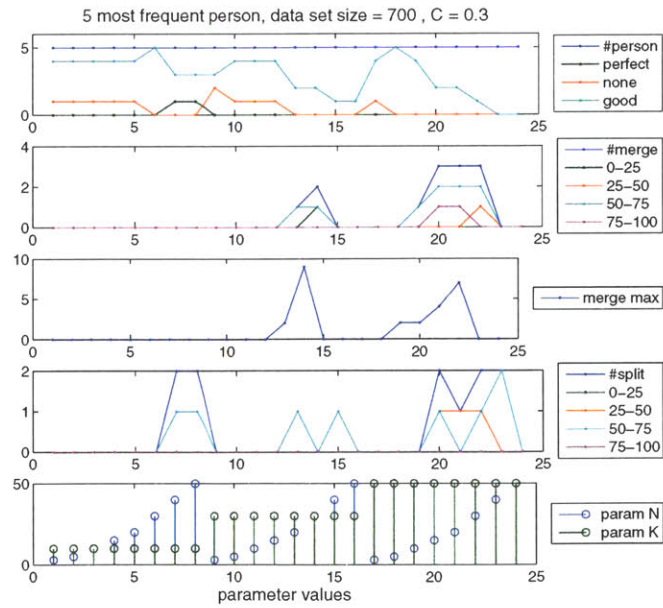 5 most frequent person, data set size = 700 , C = 0.3
5
0
0 5 10 15 20 25
#person
perfect
none
good
4
2
0
0 5 10 15 20 25
#merge
0-25
25-50
50-75
75-100
10
5
0
0 5 10 15 20 25
merge max
2
1
0
0 5 10 15 20 25
#split
0-25
25-50
50-75
75-100
50
0
0 5 10 15 20 25
param N
param K
parameter values